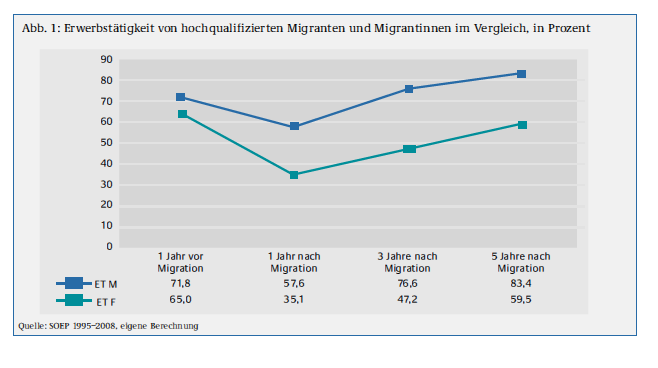 Abb. 1: Erwerbstätigkeit von hochqualifizierten Migranten und Migrantinnen im Vergleich, in Prozent
90
80
70
60
50
40
30
20
10
0
1 Jahr vor Migration
1 Jahr nach Migration
3 Jahre nach Migration
5 Jahre nach Migration
ET M 71,8 57,6 76,6 83,4
ET F 65,0 35,1 47,2 59,5
Quelle: SOEP 1995–2008, eigene Berechnung